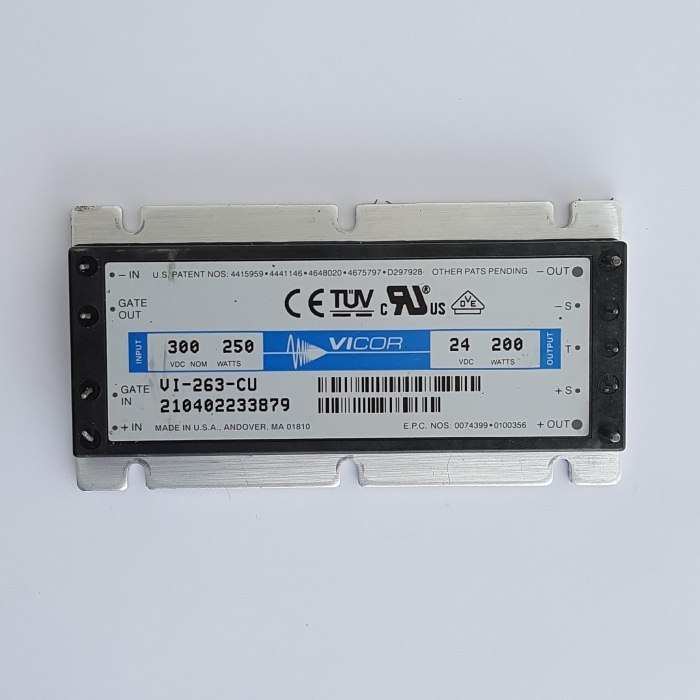 − IN U.S. PATENT NOS: 4415959•4441146•4648020•4675797•D297928• OTHER PATS PENDING − OUT
GATE OUT
CE TÜV c RU ® US DVE
− S
INPUT
300 250
VDC NOM WATTS
VICOR
24 200
VDC WATTS
OUTPUT
T
GATE IN
VI-263-CU
+ S
210402233879
+ IN MADE IN U.S.A., ANDOVER, MA 01810 E.P.C. NOS: 0074399•0100356 + OUT